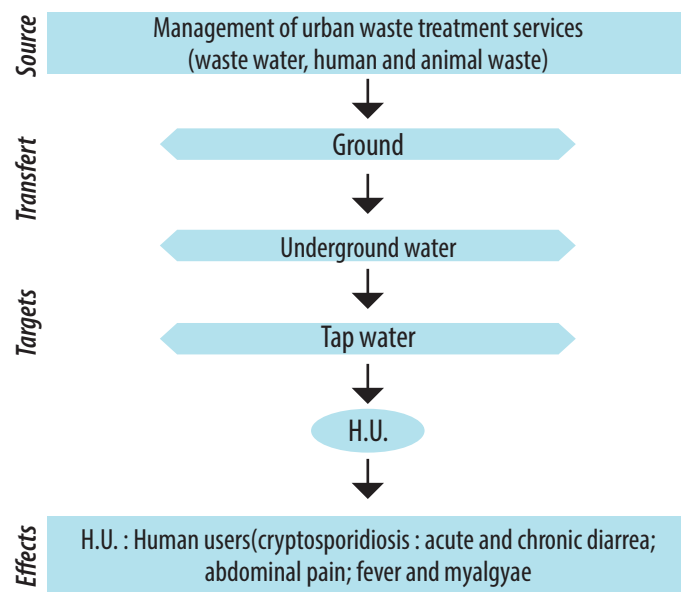 Source
Management of urban waste treatment services
(waste water, human and animal waste)
Transfert
Ground
Underground water
Targets
Tap water
H.U.
Effects
H.U. : Human users(cryptosporidiosis : acute and chronic diarrea;
abdominal pain; fever and myalgyae